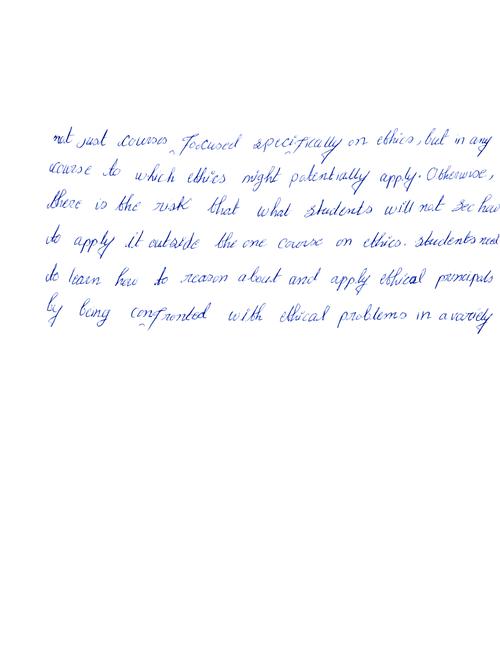 not just courses focused specifically on ethics, but in any
course to which ethics might potentially apply. Otherwise,
there is the risk that what students will not see how
to apply it outside the one course on ethics. students need
to learn how to reason about and apply ethical principals
by being confronted with ethical problems in a variety